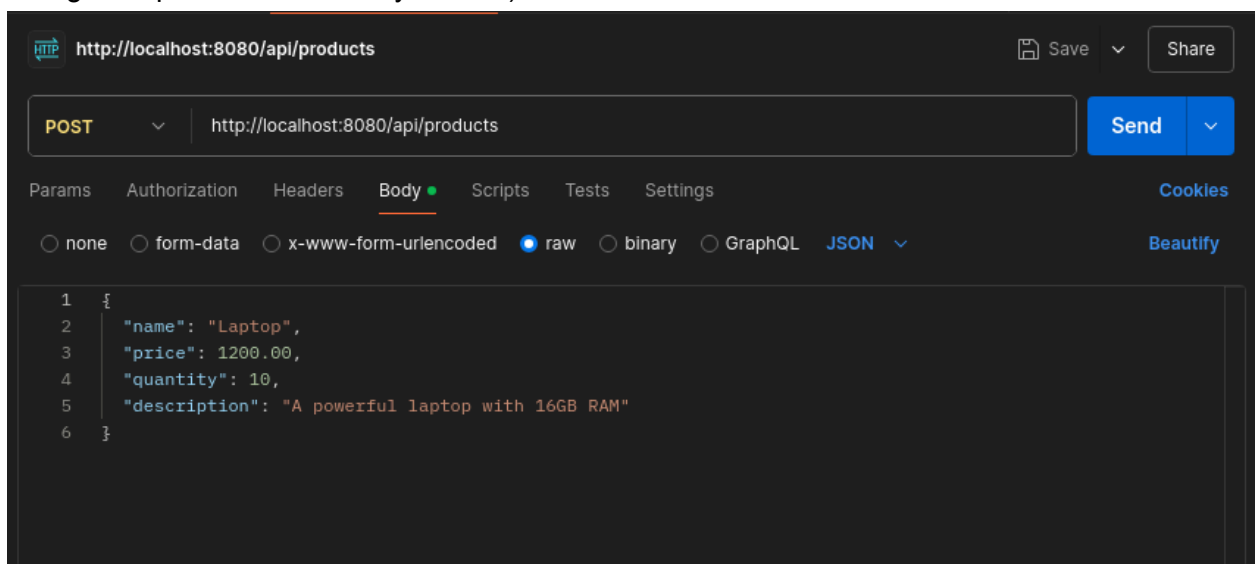 HTTP http://localhost:8080/api/products Save Share
POST http://localhost:8080/api/products Send
Params Authorization Headers Body Scripts Tests Settings Cookies
none form-data x-www-form-urlencoded raw binary GraphQL JSON Beautify
1 {
2 "name": "Laptop",
3 "price": 1200.00,
4 "quantity": 10,
5 "description": "A powerful laptop with 16GB RAM"
6 }